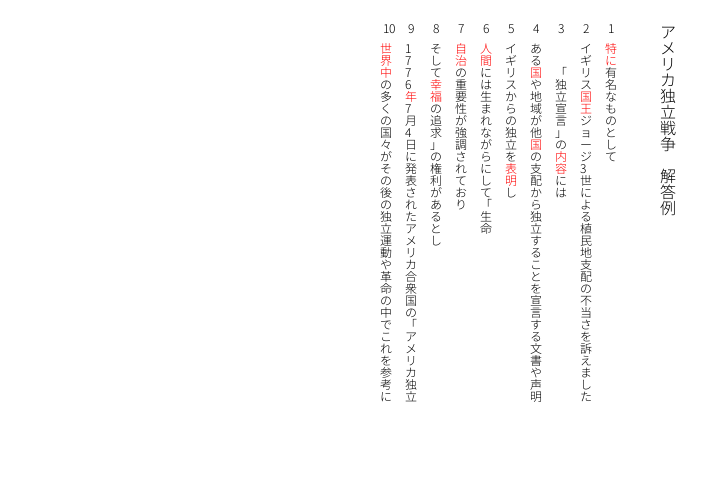 アメリカ独立戦争　解答例
1 特に有名なものとして
2 イギリス国王ジョージ3世による植民地支配の不当さを訴えました
3 「独立宣言」の内容には
4 ある国や地域が他国の支配から独立することを宣言する文書や声明
5 イギリスからの独立を表明し
6 人間には生まれながらにして「生命
7 自治の重要性が強調されており
8 そして幸福の追求」の権利があるとし
9 1776年7月4日に発表されたアメリカ合衆国の「アメリカ独立
10 世界中の多くの国々がその後の独立運動や革命の中でこれを参考に